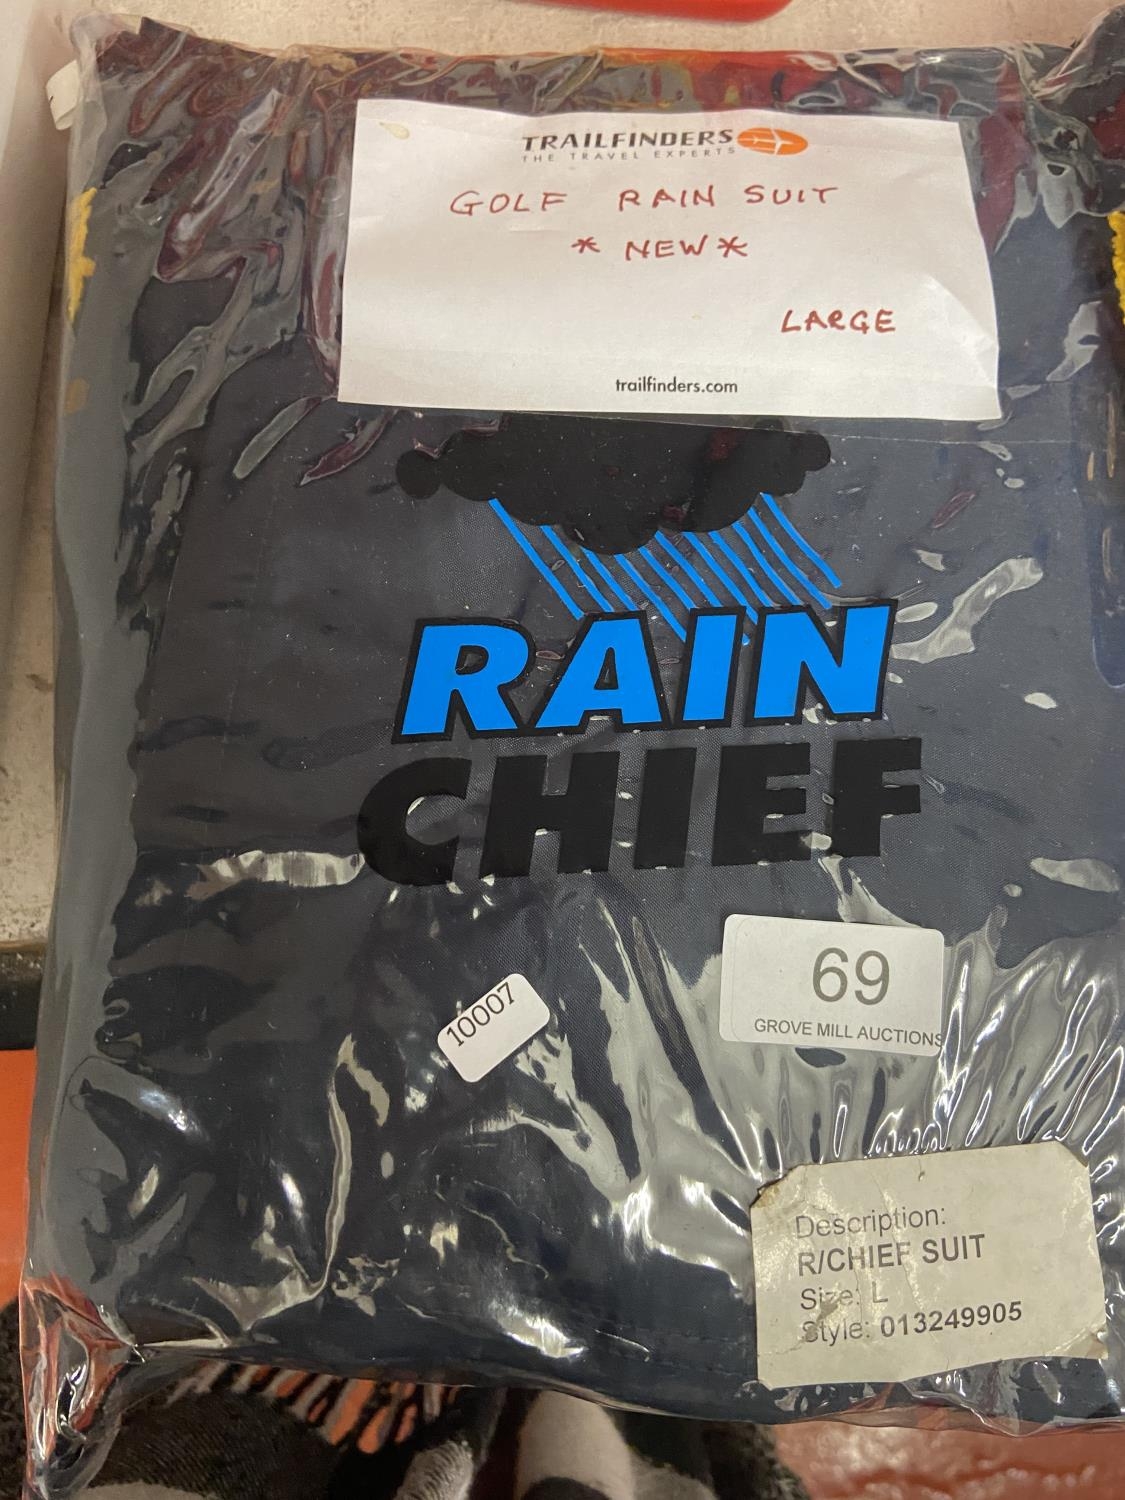 TRAILFINDERS
THE TRAVEL EXPERTS
GOLF RAIN SUIT
* NEW *
LARGE
trailfinders.com
RAIN
CHIEF
69
GROVE MILL AUCTIONS
10007
Description:
R/CHIEF SUIT
Size: L
Style: 013249905